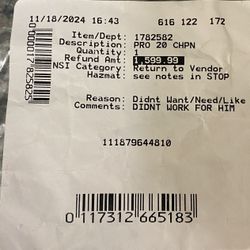 11/18/2024 16:43 616 122 172
Item/Dept: 1782582
Description: PRO 20 CHPN
Quantity: 1
Refund Amt: 1,599.99
NSI Category: Return to Vendor
Hazmat: see notes in STOP
Reason: Didnt Want/Need/Like
Comments: DIDNT WORK FOR HIM
111879644810
0 117312 665183